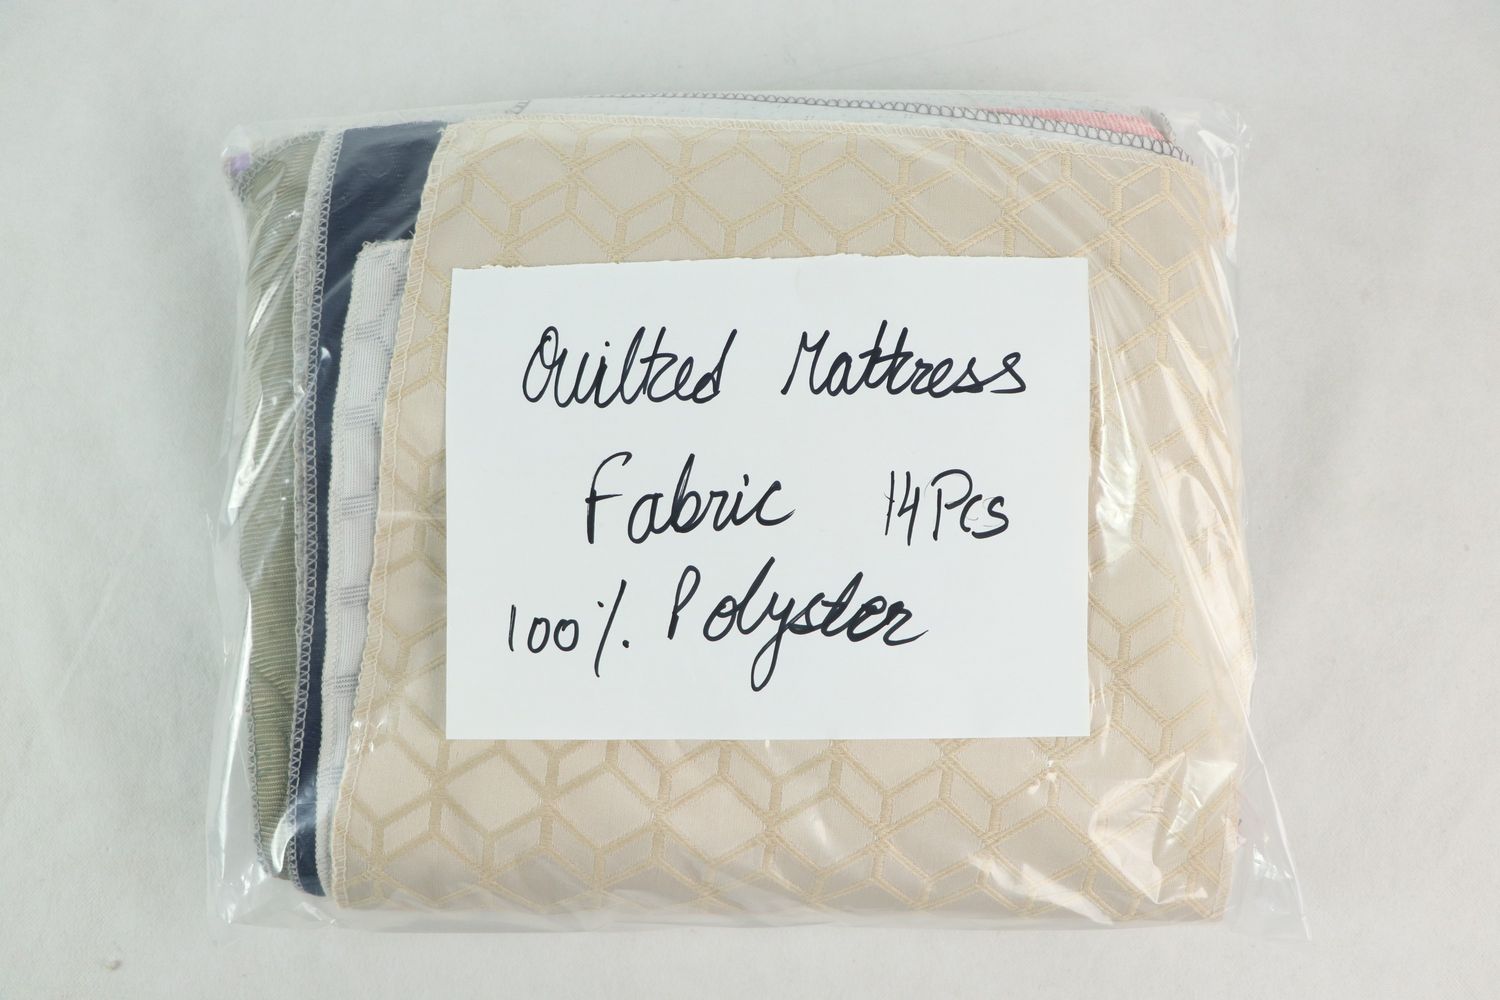 Quilted Mattress
Fabric 14Pcs
100% Polyster